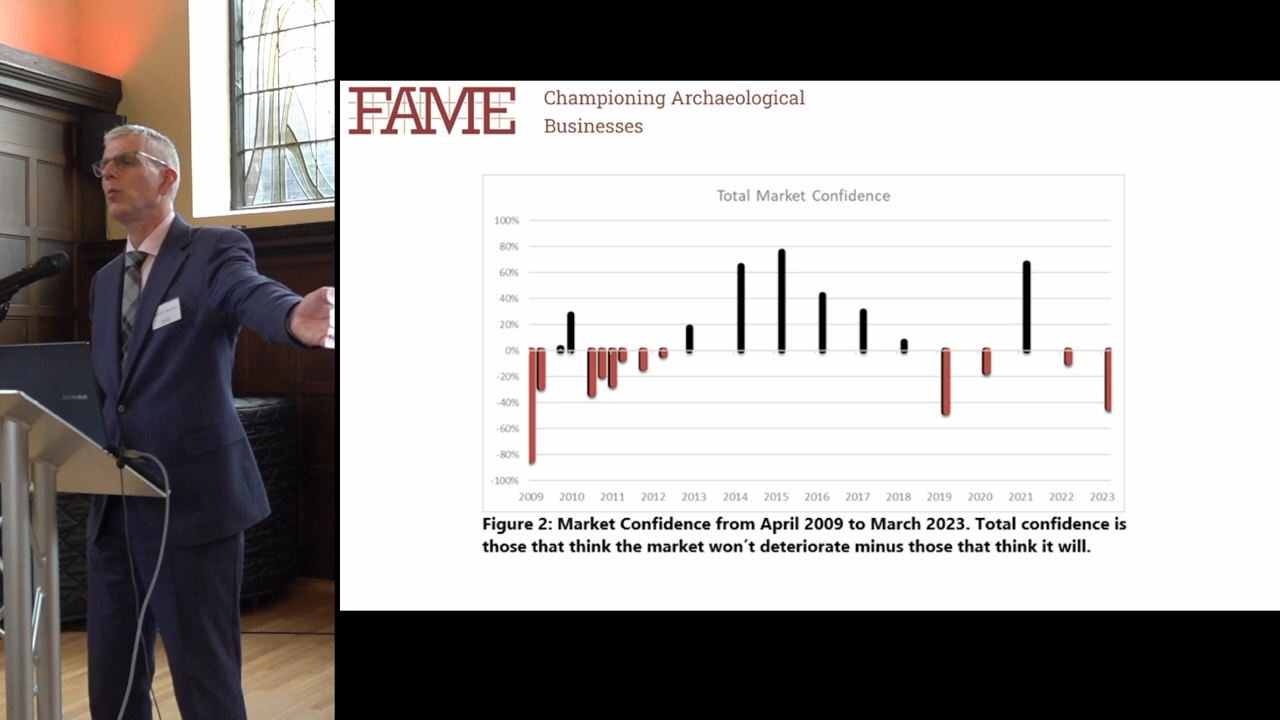 FAME
Championing Archaeological
Businesses
Total Market Confidence
100%
80%
60%
40%
20%
0%
-20%
-40%
-60%
-80%
-100%
2009 2010 2011 2012 2013 2014 2015 2016 2017 2018 2019 2020 2021 2022 2023
Figure 2: Market Confidence from April 2009 to March 2023. Total confidence is
those that think the market won´t deteriorate minus those that think it will.